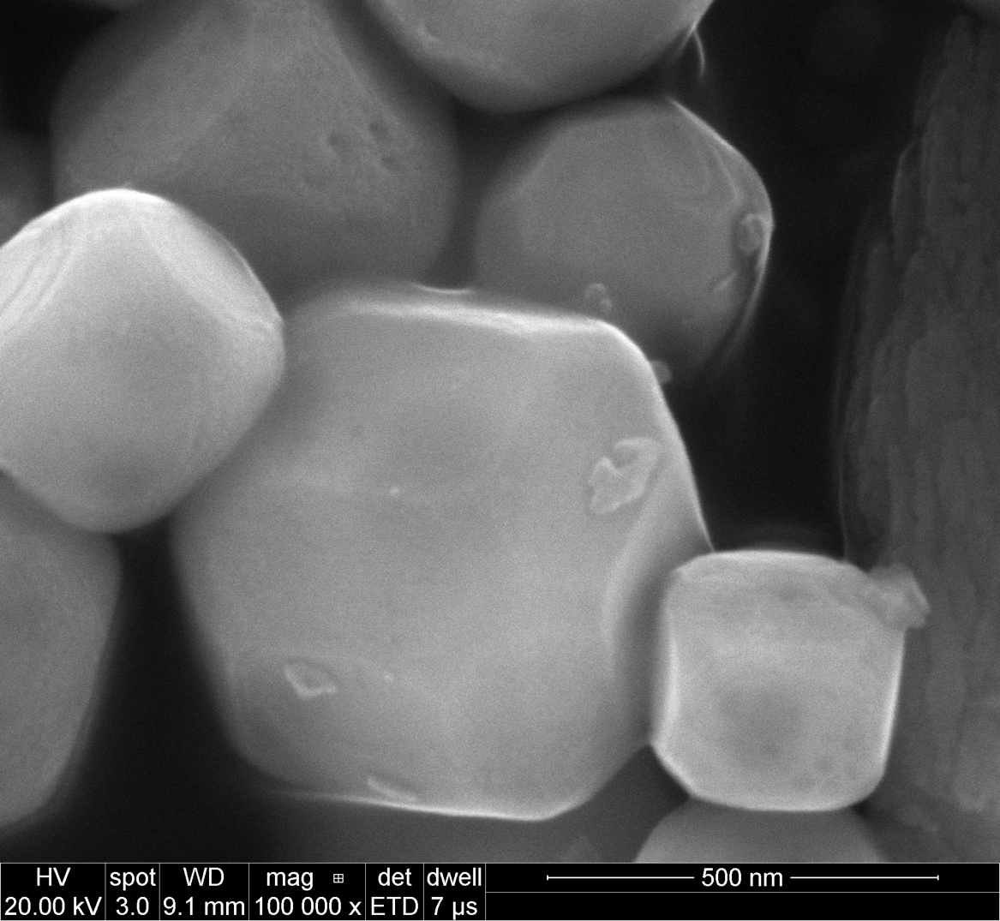 HV spot WD mag ⊞ det dwell 500 nm
20.00 kV 3.0 9.1 mm 100 000 x ETD 7 µs